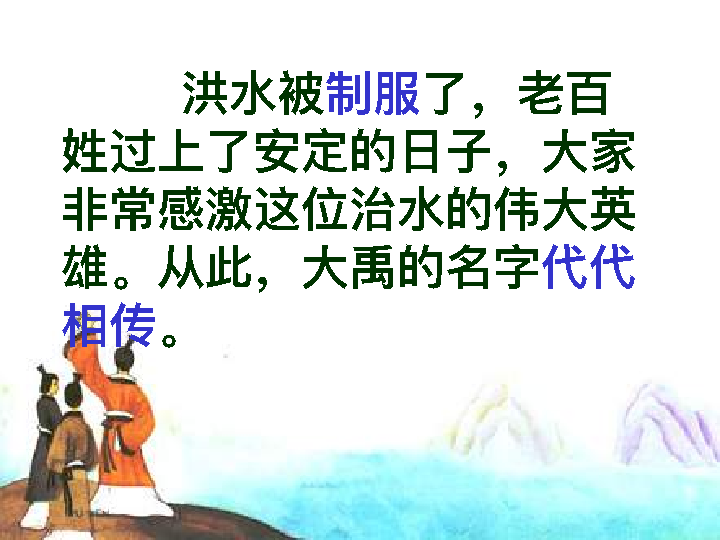 洪水被制服了，老百
姓过上了安定的日子，大家
非常感激这位治水的伟大英
雄。从此，大禹的名字代代
相传。